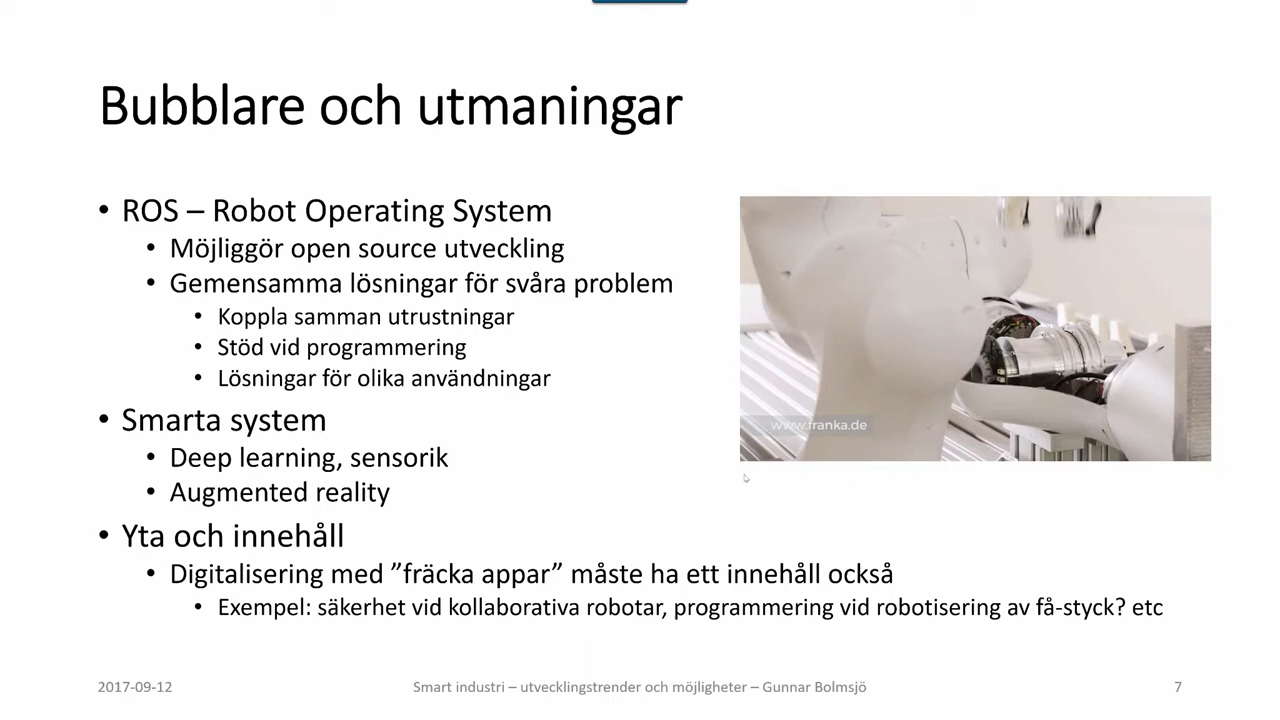 Bubblare och utmaningar
• ROS – Robot Operating System
• Möjliggör open source utveckling
• Gemensamma lösningar för svåra problem
• Koppla samman utrustningar
• Stöd vid programmering
• Lösningar för olika användningar
• Smarta system
• Deep learning, sensorik
• Augmented reality
• Yta och innehåll
• Digitalisering med ”fräcka appar” måste ha ett innehåll också
• Exempel: säkerhet vid kollaborativa robotar, programmering vid robotisering av få-styck? etc
www.franka.de
2017-09-12
Smart industri – utvecklingstrender och möjligheter – Gunnar Bolmsjö
7